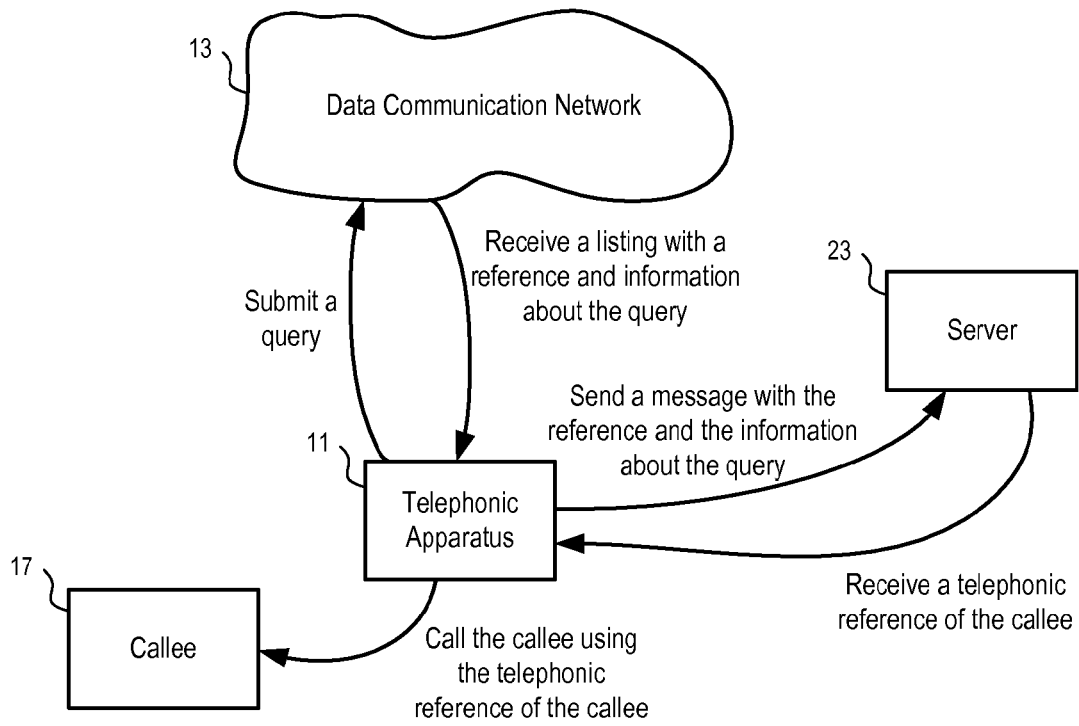 13
Data Communication Network
Receive a listing with a
reference and information
about the query
Submit a
query
23
Server
Send a message with the
reference and the information
about the query
11
Telephonic
Apparatus
Receive a telephonic
reference of the callee
17
Callee
Call the callee using
the telephonic
reference of the callee